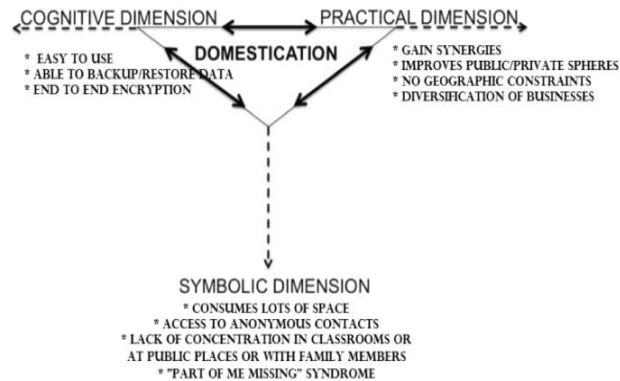 COGNITIVE DIMENSION
PRACTICAL DIMENSION
DOMESTICATION
* EASY TO USE
* ABLE TO BACKUP/RESTORE DATA
* END TO END ENCRYPTION
* GAIN SYNERGIES
* IMPROVES PUBLIC/PRIVATE SPHERES
* NO GEOGRAPHIC CONSTRAINTS
* DIVERSIFICATION OF BUSINESSES
SYMBOLIC DIMENSION
* CONSUMES LOTS OF SPACE
* ACCESS TO ANONYMOUS CONTACTS
* LACK OF CONCENTRATION IN CLASSROOMS OR
AT PUBLIC PLACES OR WITH FAMILY MEMBERS
* "PART OF ME MISSING" SYNDROME